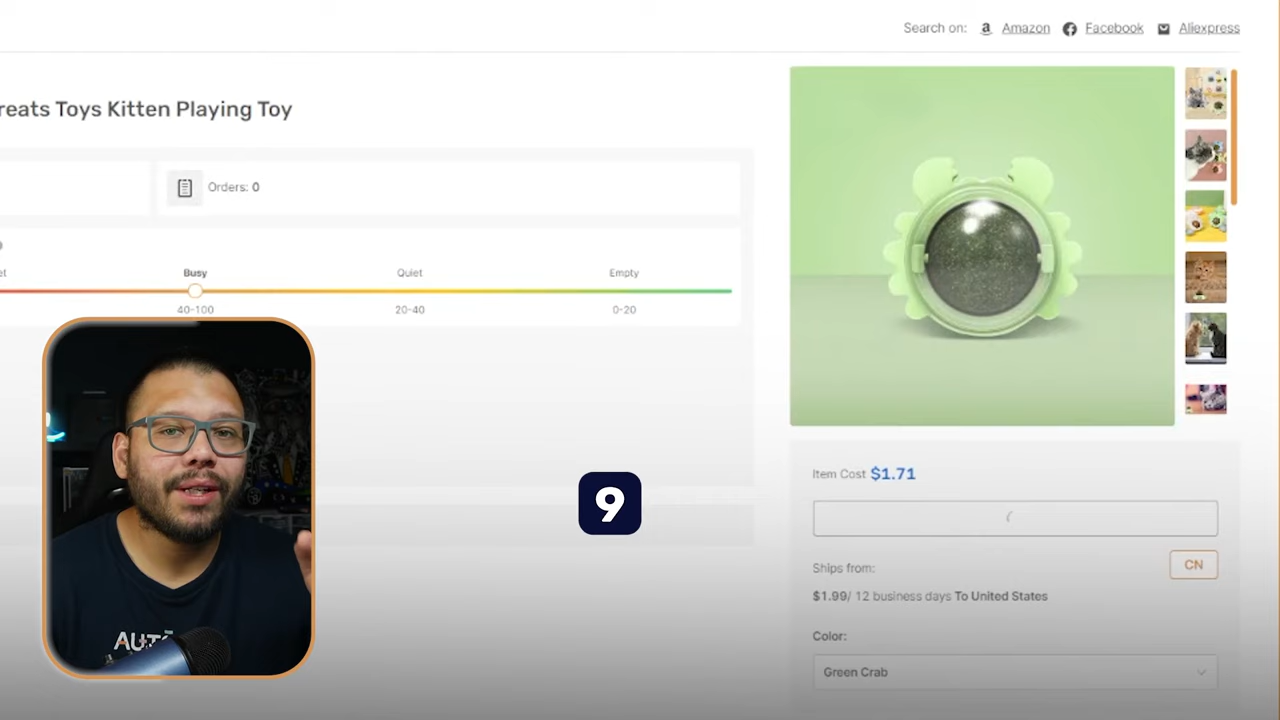 Search on: Amazon Facebook Aliexpress
reats Toys Kitten Playing Toy
Orders: 0
et Busy Quiet Empty
40-100 20-40 0-20
9
Item Cost $1.71
Ships from: CN
$1.99/ 12 business days To United States
Color:
Green Crab
AUT